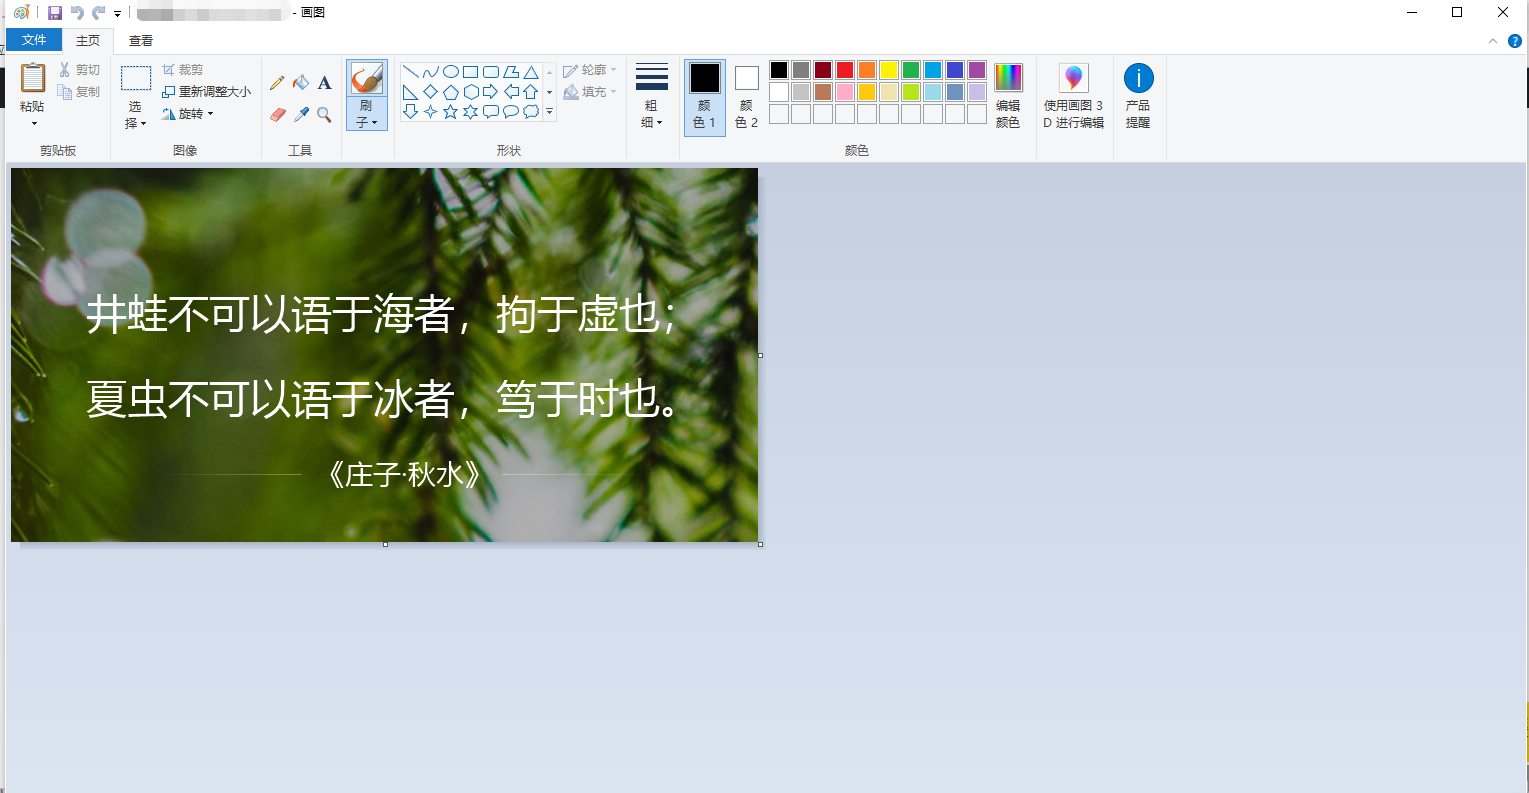 - 画图
文件 主页 查看
粘贴 剪切 复制
剪贴板
选择 裁剪 重新调整大小 旋转
图像
A
工具
刷子
轮廓 填充
形状
粗细
颜色 1 颜色 2
编辑颜色
颜色
使用画图 3D 进行编辑
产品提醒
井蛙不可以语于海者，拘于虚也；
夏虫不可以语于冰者，笃于时也。
《庄子·秋水》